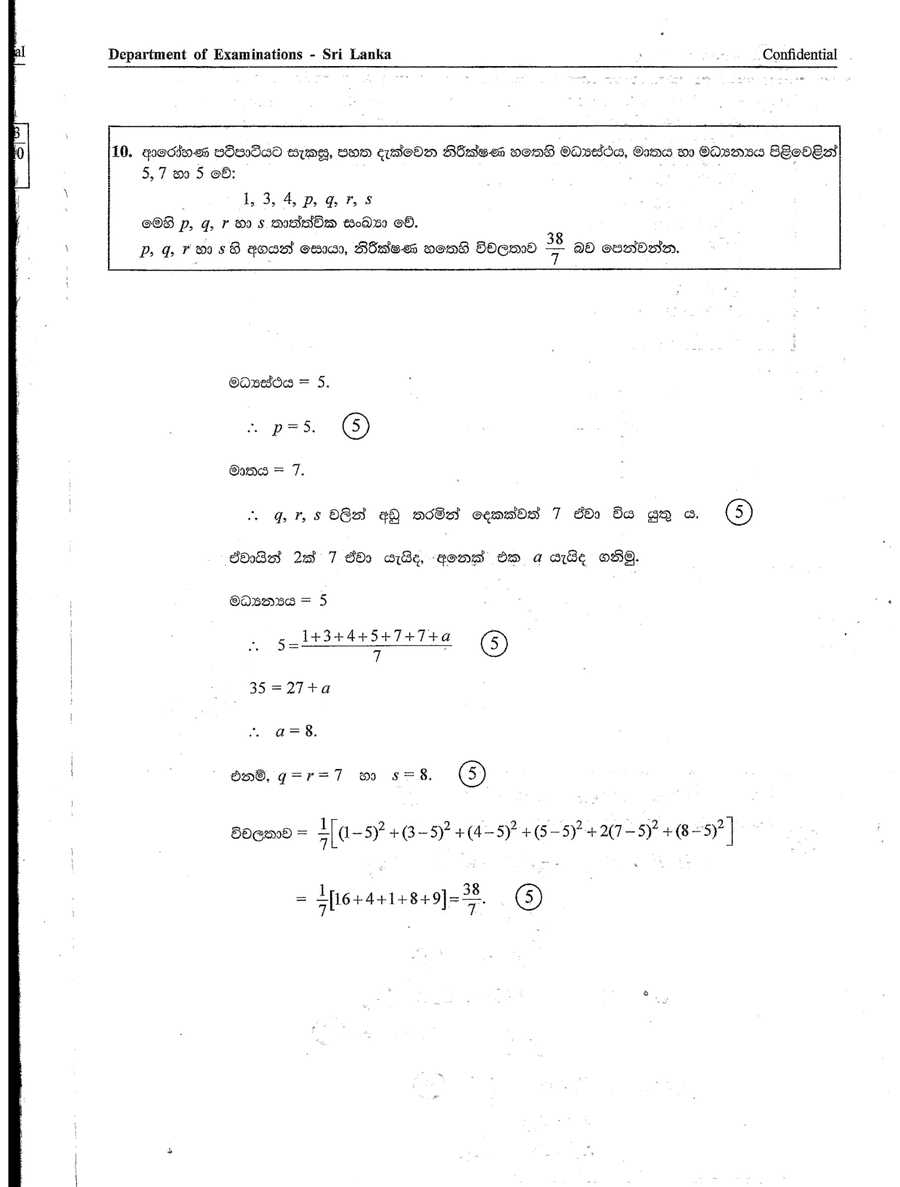 al
Department of Examinations - Sri Lanka Confidential
10. ආරෝහණ පටිපාටියට සැකසූ, පහත දැක්වෙන නිරීක්ෂණ හතෙහි මධ්‍යස්ථය, මාතය හා මධ්‍යන්‍යය පිළිවෙළින්
5, 7 හා 5 වේ:
1, 3, 4, p, q, r, s
මෙහි p, q, r හා s තාත්ත්වික සංඛ්‍යා වේ.
p, q, r හා s හි අගයන් සොයා, නිරීක්ෂණ හතෙහි විචලතාව 38/7 බව පෙන්වන්න.
මධ්‍යස්ථය = 5.
∴ p = 5. 5
මාතය = 7.
∴ q, r, s වලින් අඩු තරමින් දෙකක්වත් 7 ඒවා විය යුතු ය. 5
ඒවායින් 2ක් 7 ඒවා යැයිද, අනෙක් එක a යැයිද ගනිමු.
මධ්‍යන්‍යය = 5
∴ 5 = (1+3+4+5+7+7+a)/7 5
35 = 27 + a
∴ a = 8.
එනම්, q = r = 7 හා s = 8. 5
විචලතාව = 1/7[(1−5)² + (3−5)² + (4−5)² + (5−5)² + 2(7−5)² + (8−5)²]
= 1/7[16+4+1+8+9] = 38/7. 5